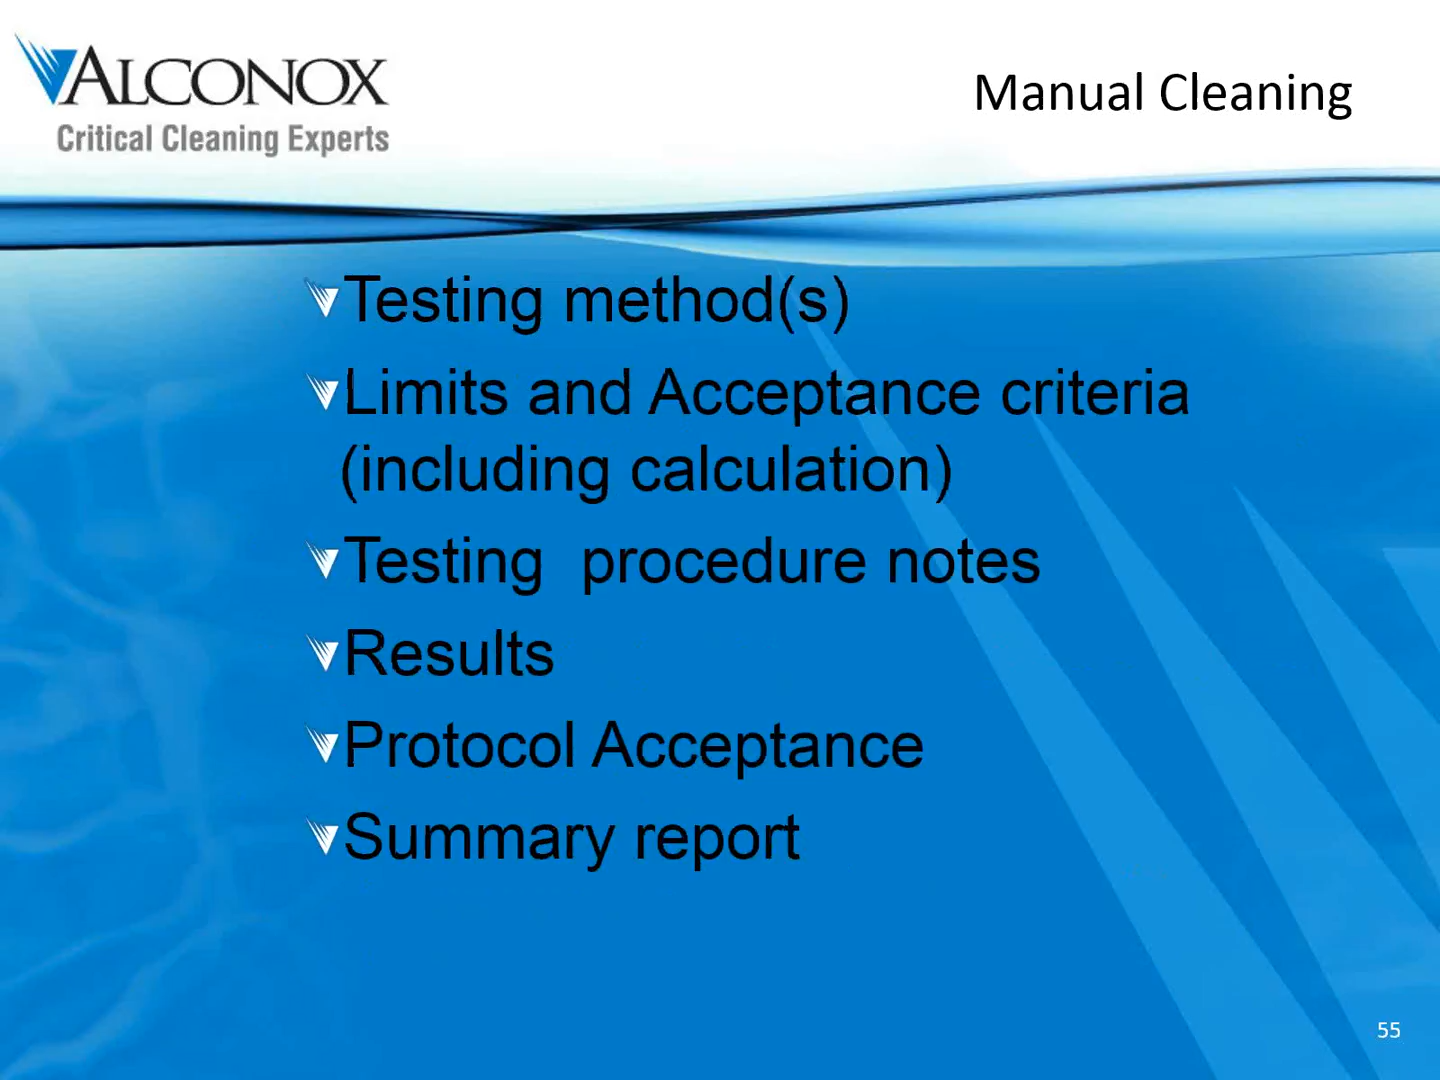 ALCONOX
Critical Cleaning Experts
Manual Cleaning
Testing method(s)
Limits and Acceptance criteria
(including calculation)
Testing  procedure notes
Results
Protocol Acceptance
Summary report
55